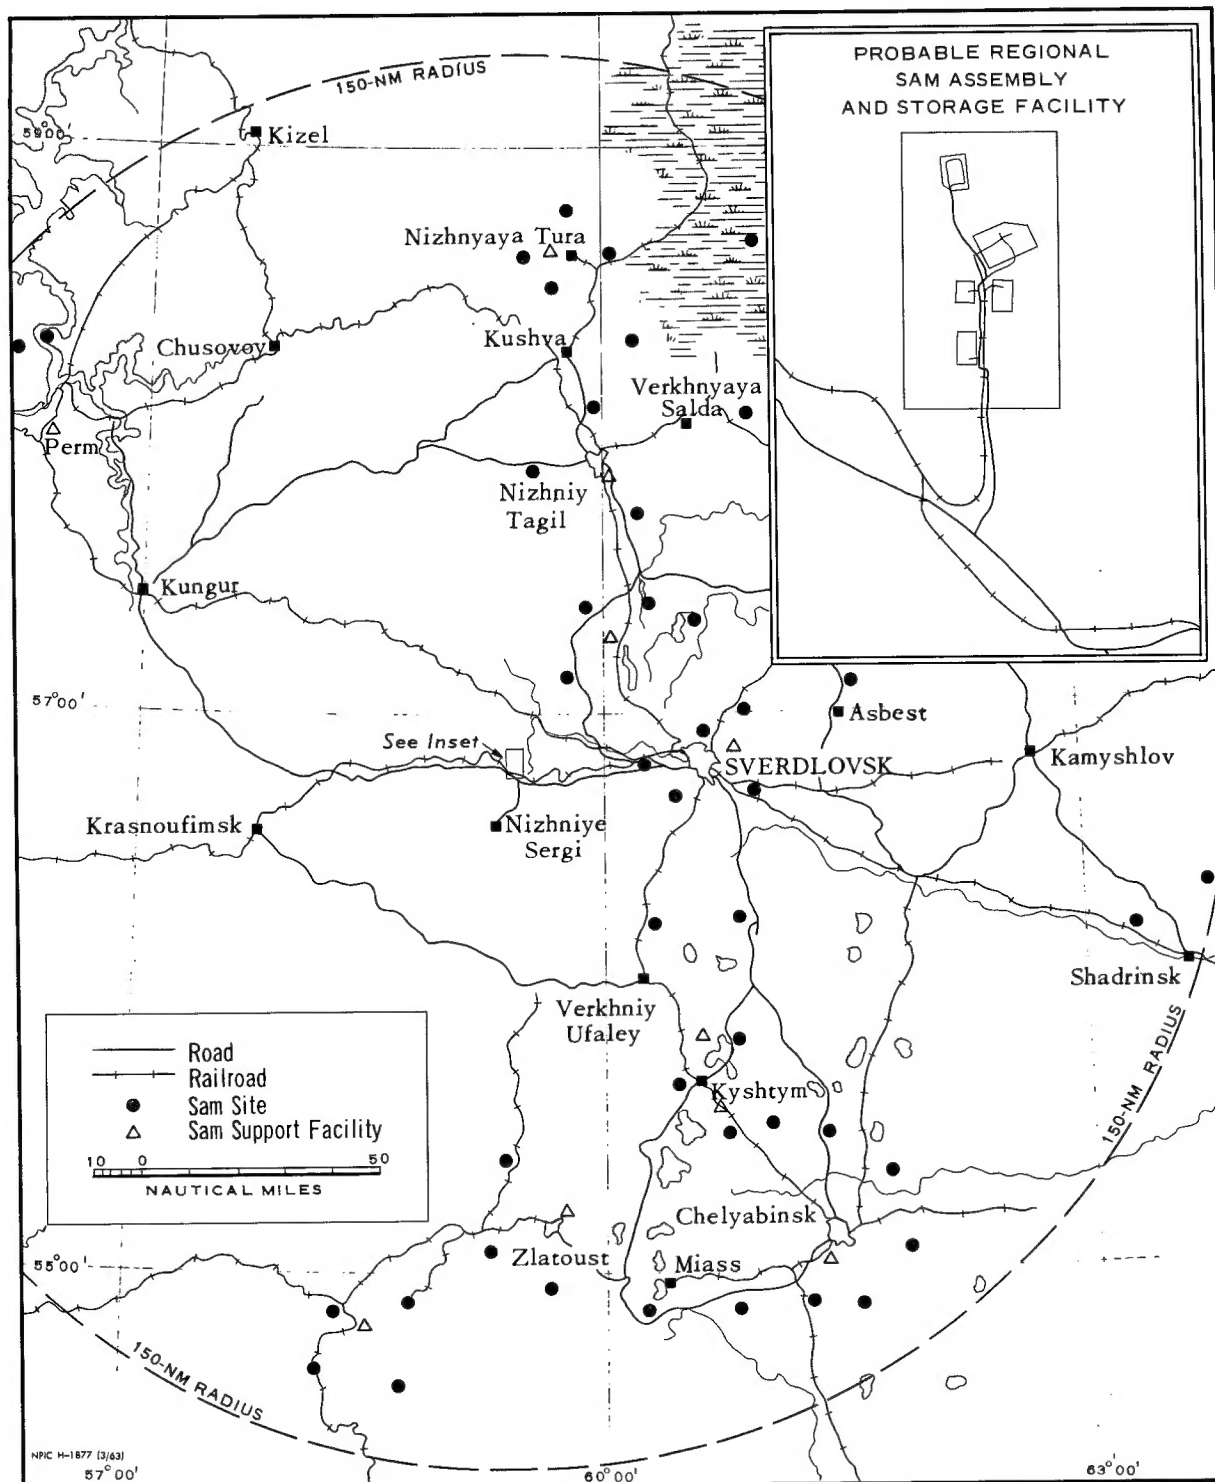 PROBABLE REGIONAL
SAM ASSEMBLY
AND STORAGE FACILITY
150-NM RADIUS
59°00'
Kizel
Nizhnyaya Tura
Chusovoy
Kushva
Verkhnyaya
Salda
Perm
Nizhniy
Tagil
Kungur
57°00'
Asbest
See Inset
SVERDLOVSK
Kamyshlov
Krasnoufimsk
Nizhniye
Sergi
Shadrinsk
Verkhniy
Ufaley
Road
Railroad
Sam Site
Sam Support Facility
10 0 50
NAUTICAL MILES
Kyshtym
150-NM RADIUS
Chelyabinsk
Zlatoust
Miass
55°00'
150-NM RADIUS
NPIC H-1877 (3/63)
57°00'
60°00'
63°00'